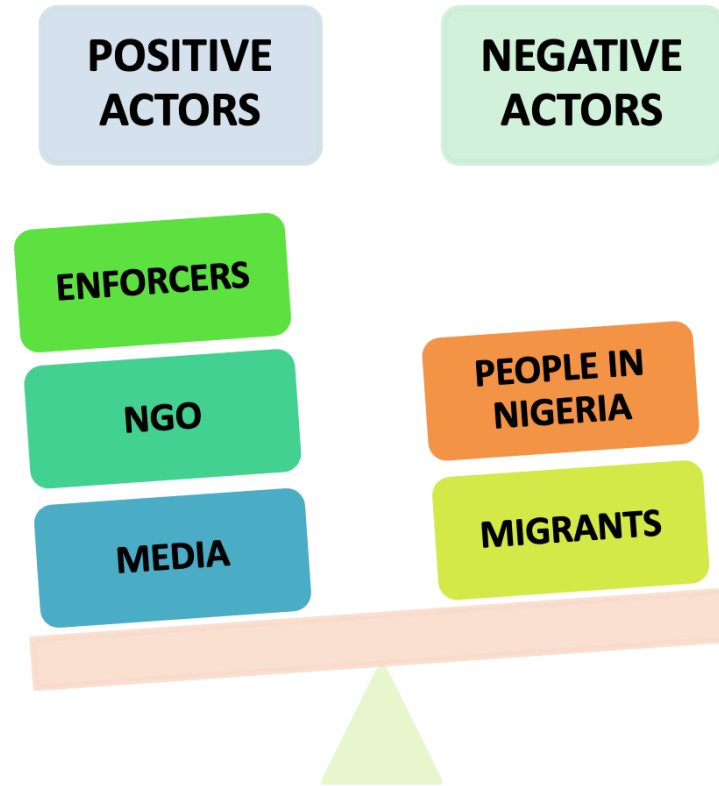 POSITIVE
ACTORS
NEGATIVE
ACTORS
ENFORCERS
NGO
MEDIA
PEOPLE IN
NIGERIA
MIGRANTS